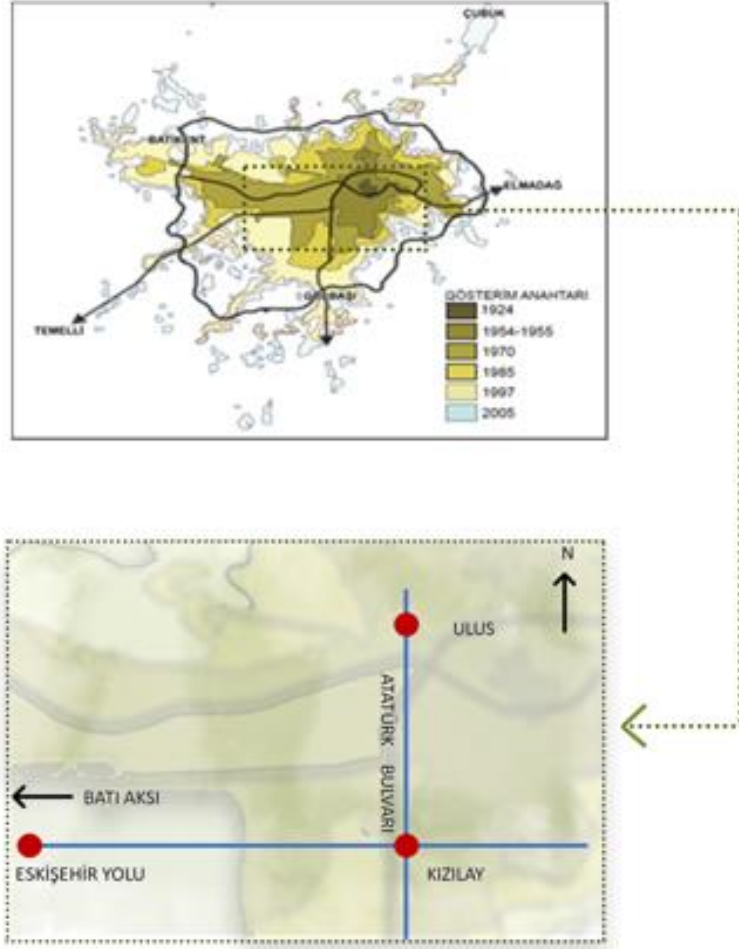 ÇUBUK
BATIKENT
ELMADAĞ
GÖLBAŞI
TEMELLİ
GÖSTERİM ANAHTARI
1924
1954-1955
1970
1985
1997
2005
N
ULUS
ATATÜRK BULVARI
BATI AKSI
ESKİŞEHİR YOLU
KIZILAY